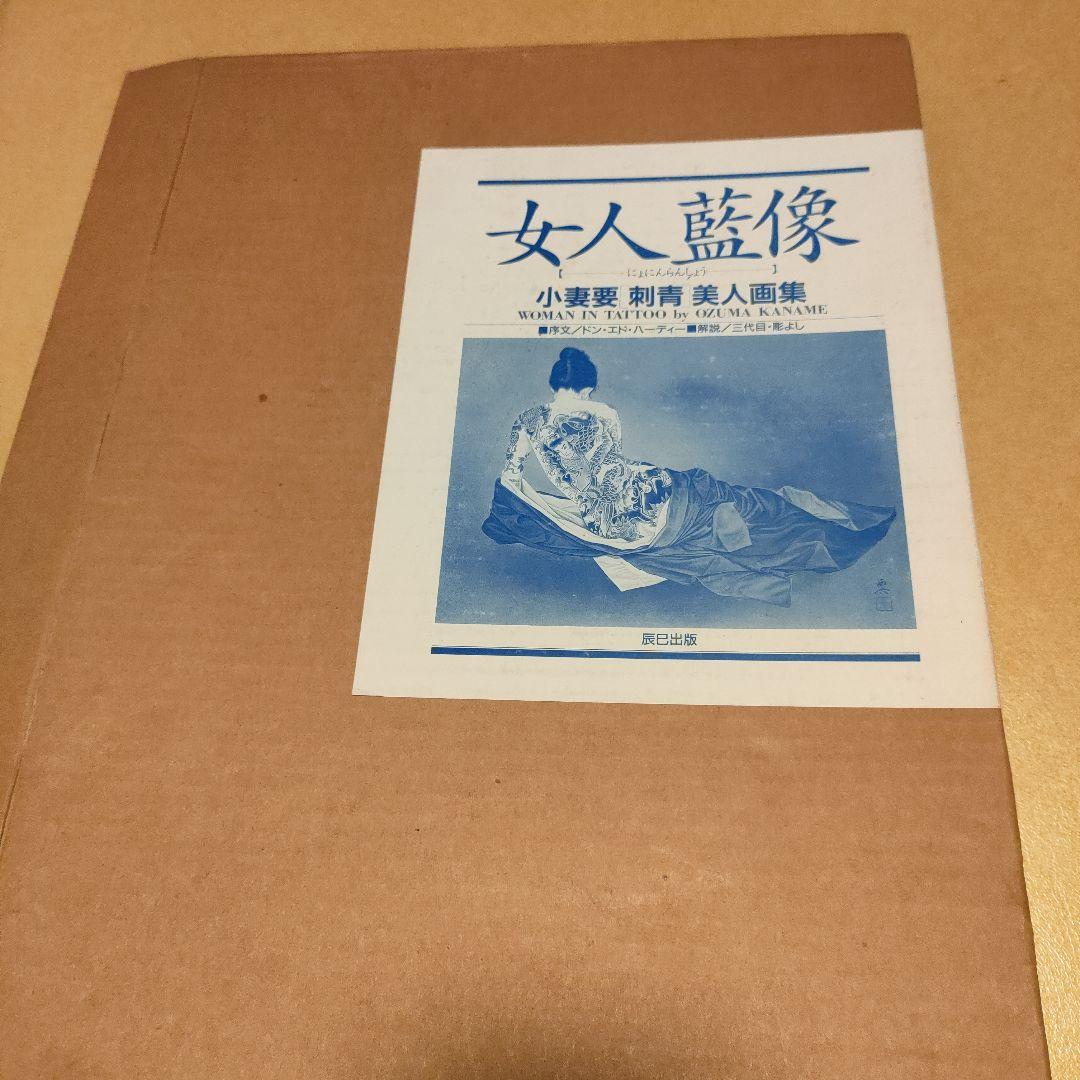 女人藍像
【にょにんらんしょう】
小妻要 刺青 美人画集
WOMAN IN TATTOO by OZUMA KANAME
■序文/ドン・エド・ハーディー■解説/三代目・彫よし
辰巳出版